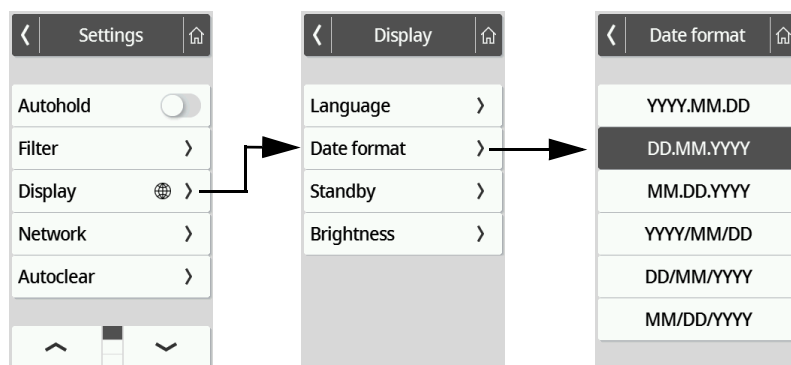 Settings
Autohold
Filter
Display
Network
Autoclear
Display
Language
Date format
Standby
Brightness
Date format
YYYY.MM.DD
DD.MM.YYYY
MM.DD.YYYY
YYYY/MM/DD
DD/MM/YYYY
MM/DD/YYYY